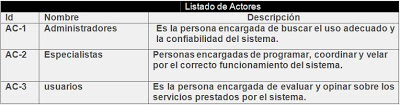 Listado de Actores
Id Nombre Descripción
AC-1 Administradores Es la persona encargada de buscar el uso adecuado y
la confiabilidad del sistema.
AC-2 Especialistas Personas encargadas de programar, coordinar y velar
por el correcto funcionamiento del sistema.
AC-3 usuarios Es la persona encargada de evaluar y opinar sobre los
servicios prestados por el sistema.